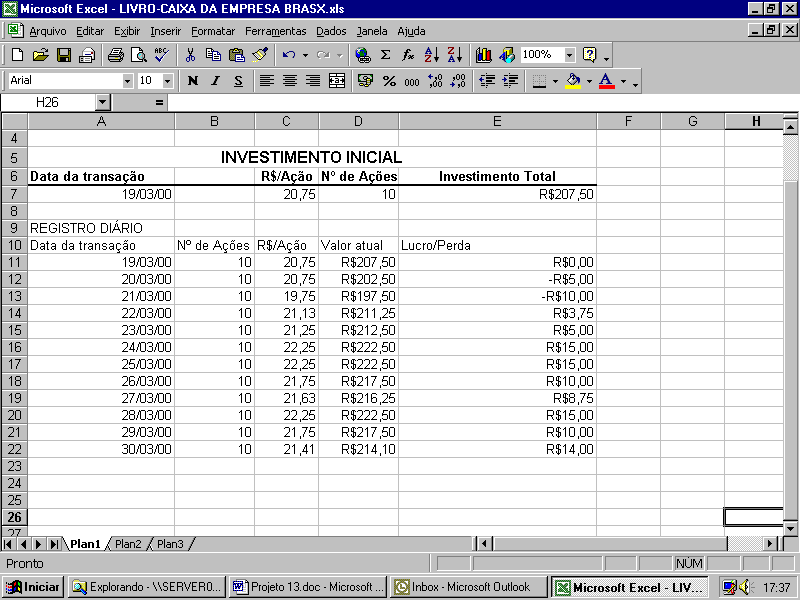 Microsoft Excel - LIVRO-CAIXA DA EMPRESA BRASX.xls
Arquivo Editar Exibir Inserir Formatar Ferramentas Dados Janela Ajuda
ABC Σ fx A Z Z A 100% ?
Arial 10 N I S % 000 ,00 ,00 A
H26 =
A B C D E F G H
4
5 INVESTIMENTO INICIAL
6 Data da transação R$/Ação Nº de Ações Investimento Total
7 19/03/00 20,75 10 R$207,50
8
9 REGISTRO DIÁRIO
10 Data da transação Nº de Ações R$/Ação Valor atual Lucro/Perda
11 19/03/00 10 20,75 R$207,50 R$0,00
12 20/03/00 10 20,75 R$202,50 -R$5,00
13 21/03/00 10 19,75 R$197,50 -R$10,00
14 22/03/00 10 21,13 R$211,25 R$3,75
15 23/03/00 10 21,25 R$212,50 R$5,00
16 24/03/00 10 22,25 R$222,50 R$15,00
17 25/03/00 10 22,25 R$222,50 R$15,00
18 26/03/00 10 21,75 R$217,50 R$10,00
19 27/03/00 10 21,63 R$216,25 R$8,75
20 28/03/00 10 22,25 R$222,50 R$15,00
21 29/03/00 10 21,75 R$217,50 R$10,00
22 30/03/00 10 21,41 R$214,10 R$14,00
23
24
25
26
27
Plan1 Plan2 Plan3
Pronto NÚM
Iniciar Explorando - \\SERVER0... Projeto 13.doc - Microsoft ... Inbox - Microsoft Outlook Microsoft Excel - LIV... 17:37